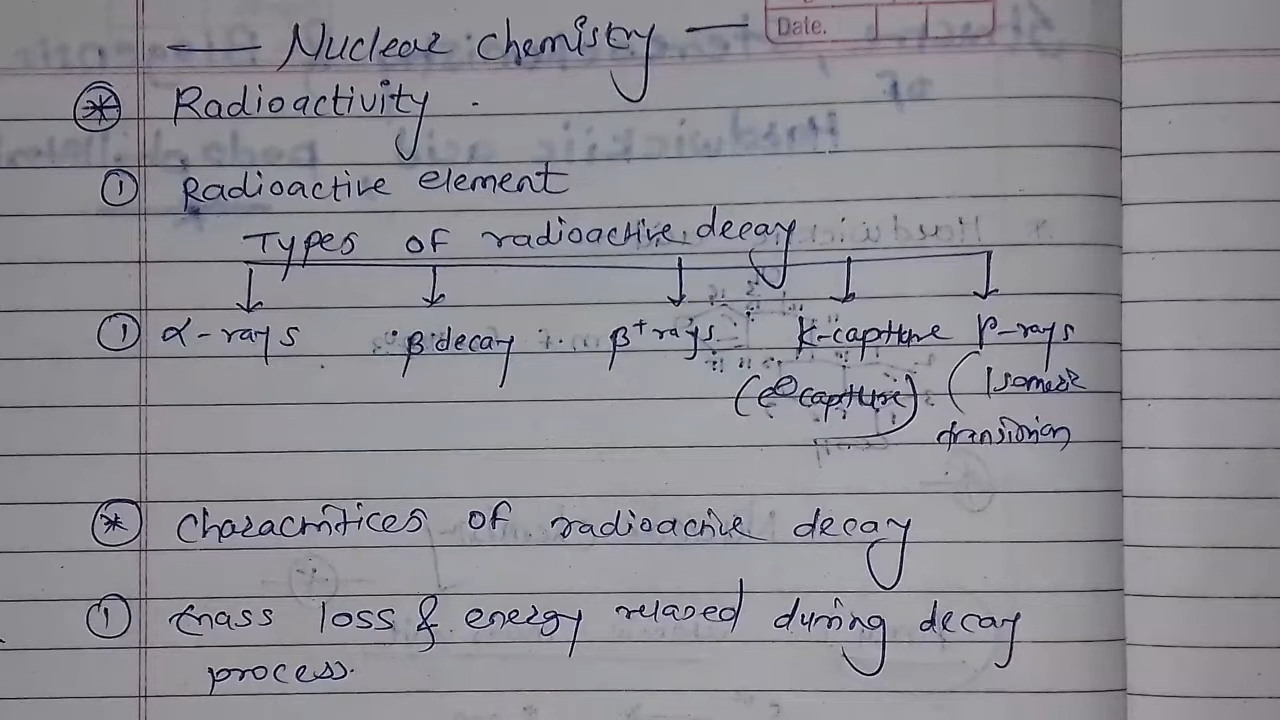 Date.
— Nuclear chemistry —
* Radioactivity
① Radioactive element
Types of radioactive decay
① α-rays β decay β⁺ rays K-capture γ-rays
(e⊖ capture) (Isomeric
transition
* Characritices of radioactive decay
① mass loss & energy relased during decay
process.